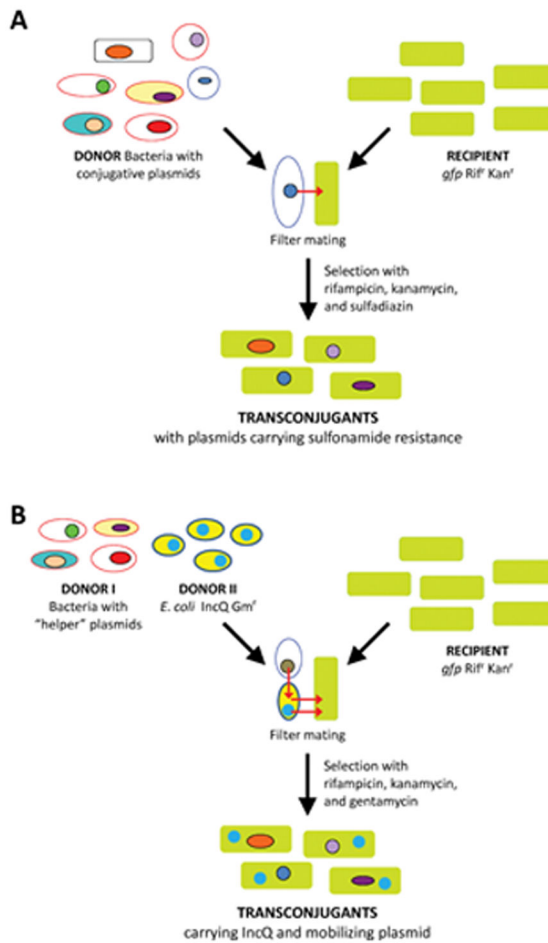 A
DONOR Bacteria with
conjugative plasmids
RECIPIENT
gfp Rifʳ Kanʳ
Filter mating
Selection with
rifampicin, kanamycin,
and sulfadiazin
TRANSCONJUGANTS
with plasmids carrying sulfonamide resistance
B
DONOR I
Bacteria with
"helper" plasmids
DONOR II
E. coli IncQ Gmʳ
RECIPIENT
gfp Rifʳ Kanʳ
Filter mating
Selection with
rifampicin, kanamycin,
and gentamycin
TRANSCONJUGANTS
carrying IncQ and mobilizing plasmid